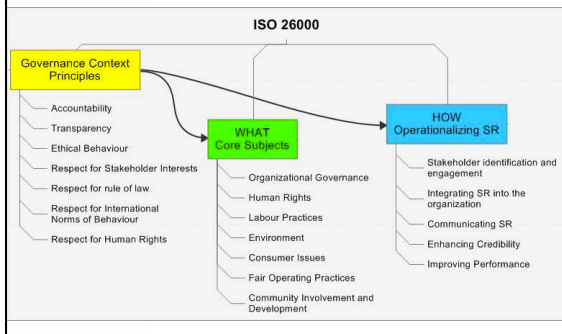 ISO 26000
Governance Context
Principles
Accountability
Transparency
Ethical Behaviour
Respect for Stakeholder Interests
Respect for rule of law
Respect for International
Norms of Behaviour
Respect for Human Rights
WHAT
Core Subjects
Organizational Governance
Human Rights
Labour Practices
Environment
Consumer Issues
Fair Operating Practices
Community Involvement and
Development
HOW
Operationalizing SR
Stakeholder identification and
engagement
Integrating SR into the
organization
Communicating SR
Enhancing Credibility
Improving Performance